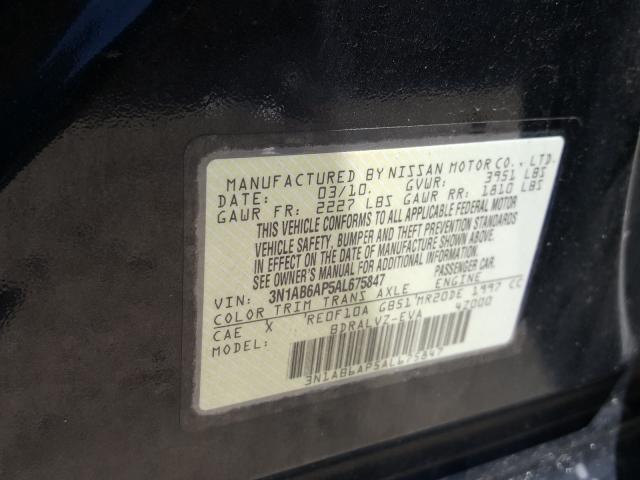 MANUFACTURED BY NISSAN MOTOR CO., LTD.
DATE: 03/10. GVWR: 3951 LBS
GAWR FR: 2227 LBS GAWR RR: 1810 LBS
THIS VEHICLE CONFORMS TO ALL APPLICABLE FEDERAL MOTOR
VEHICLE SAFETY, BUMPER AND THEFT PREVENTION STANDARDS
IN EFFECT ON THE DATE OF MANUFACTURE SHOWN ABOVE.
SEE OWNER'S MANUAL FOR ADDITIONAL INFORMATION.
VIN: 3N1AB6AP5AL675847 PASSENGER CAR.
COLOR TRIM TRANS AXLE ENGINE
CAE X RE0F10A GB51 MR20DE 1997 CC
MODEL: BDRALVZ-EVA 42000
3N1AB6AP5AL675847